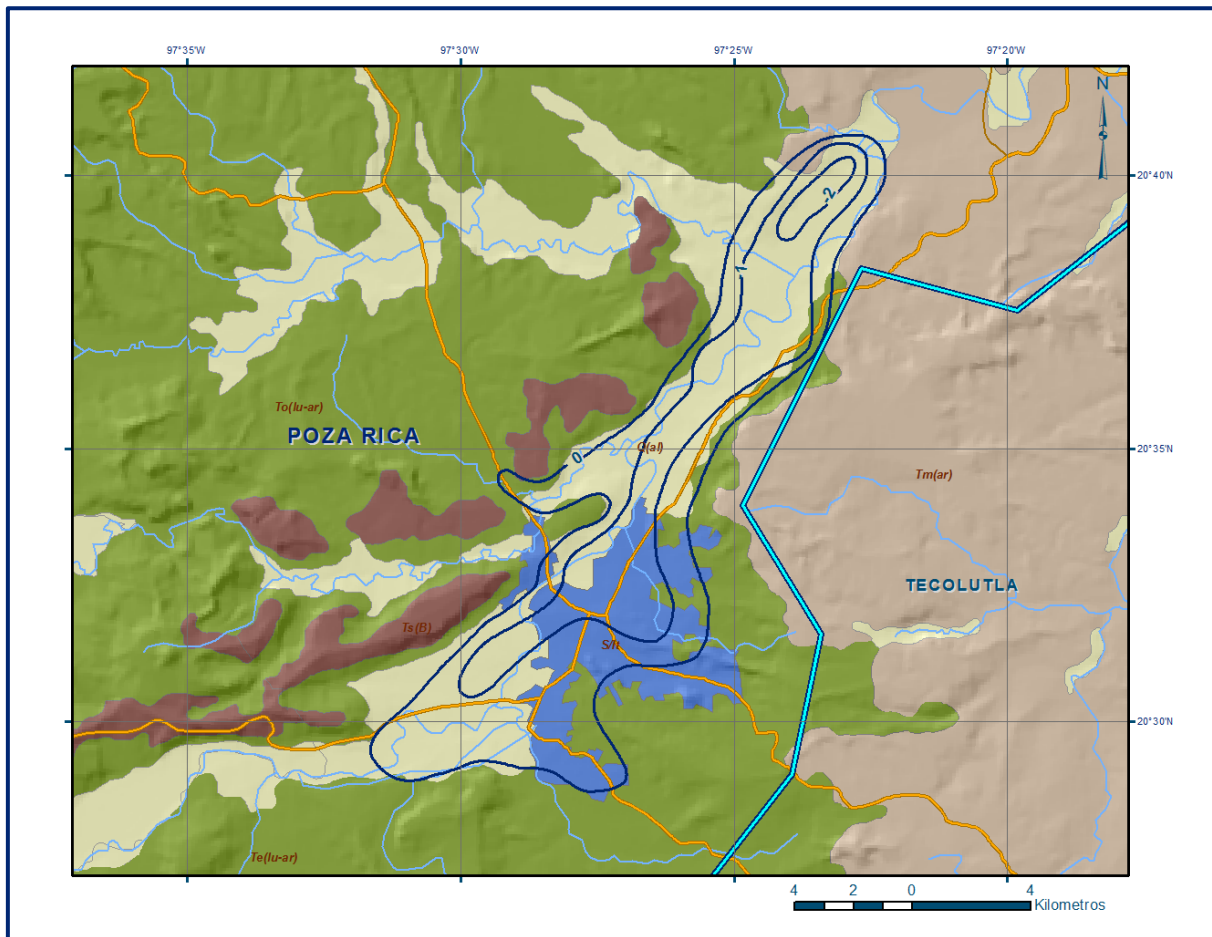 97°35'W
97°30'W
97°25'W
97°20'W
N
20°40'N
-2
-1
To(lu-ar)
POZA RICA
0
Q(al)
20°35'N
Tm(ar)
TECOLUTLA
Ts(B)
S/It
20°30'N
Te(lu-ar)
4 2 0 4
Kilometros